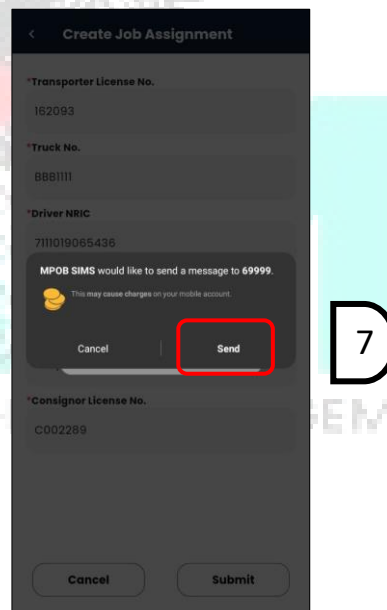 Create Job Assignment
*Transporter License No.
162093
*Truck No.
BBB1111
*Driver NRIC
7111019065436
MPOB SIMS would like to send a message to 69999.
This may cause charges on your mobile account.
Cancel
Send
7
*Consignor License No.
C002289
Cancel
Submit